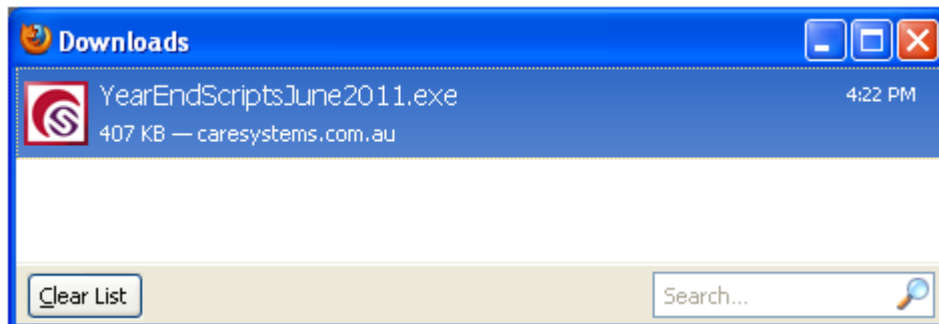 Downloads
YearEndScriptsJune2011.exe
4:22 PM
407 KB — caresystems.com.au
Clear List
Search...